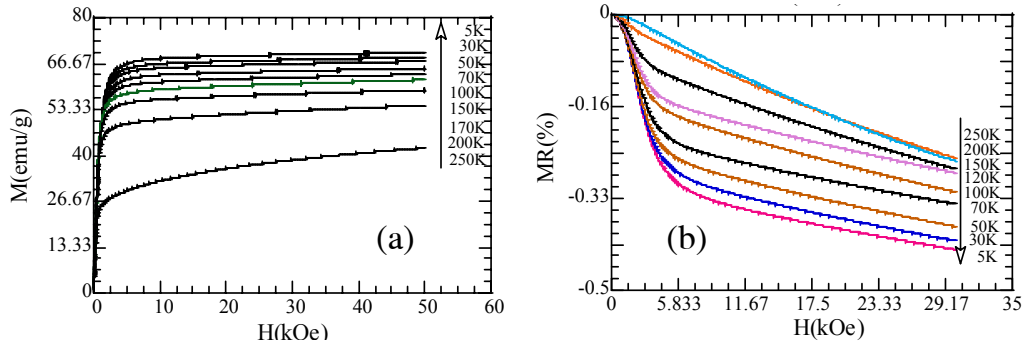 80
66.67
53.33
40
26.67
13.33
0
M(emu/g)
5K
30K
50K
70K
100K
150K
170K
200K
250K
(a)
0 10 20 30 40 50 60
H(kOe)
0
-0.16
-0.33
-0.5
MR(%)
250K
200K
150K
120K
100K
70K
50K
30K
5K
(b)
0 5.833 11.67 17.5 23.33 29.17 35
H(kOe)